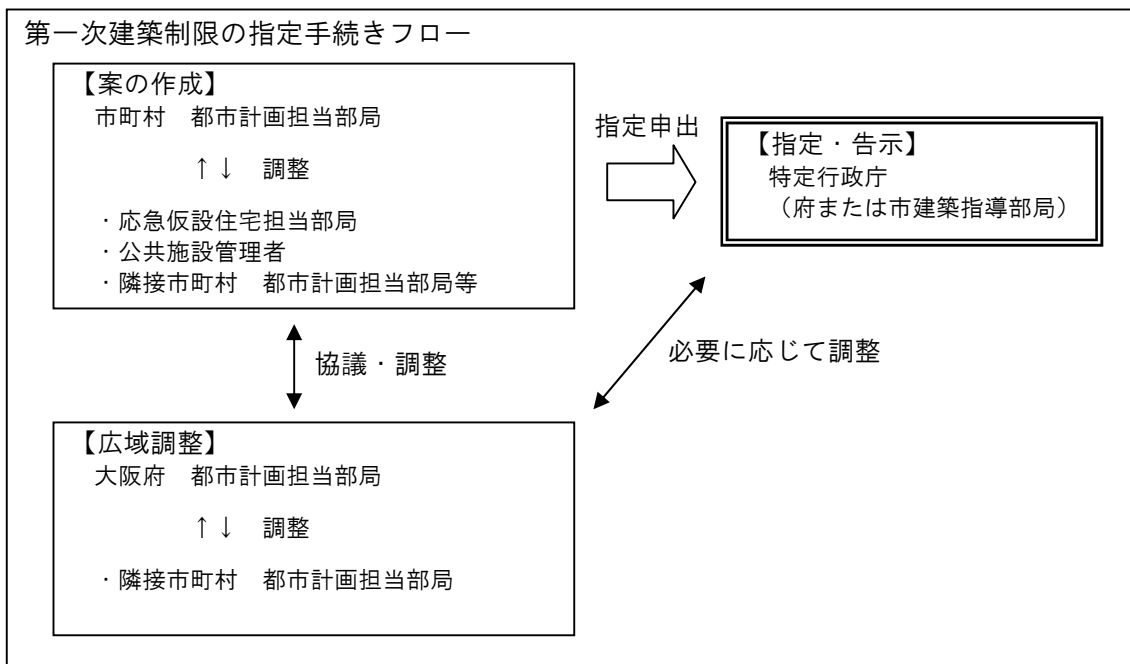 第一次建築制限の指定手続きフロー
【案の作成】
市町村　都市計画担当部局
↑↓　調整
・応急仮設住宅担当部局
・公共施設管理者
・隣接市町村　都市計画担当部局等
指定申出
【指定・告示】
特定行政庁
（府または市建築指導部局）
協議・調整
必要に応じて調整
【広域調整】
大阪府　都市計画担当部局
↑↓　調整
・隣接市町村　都市計画担当部局